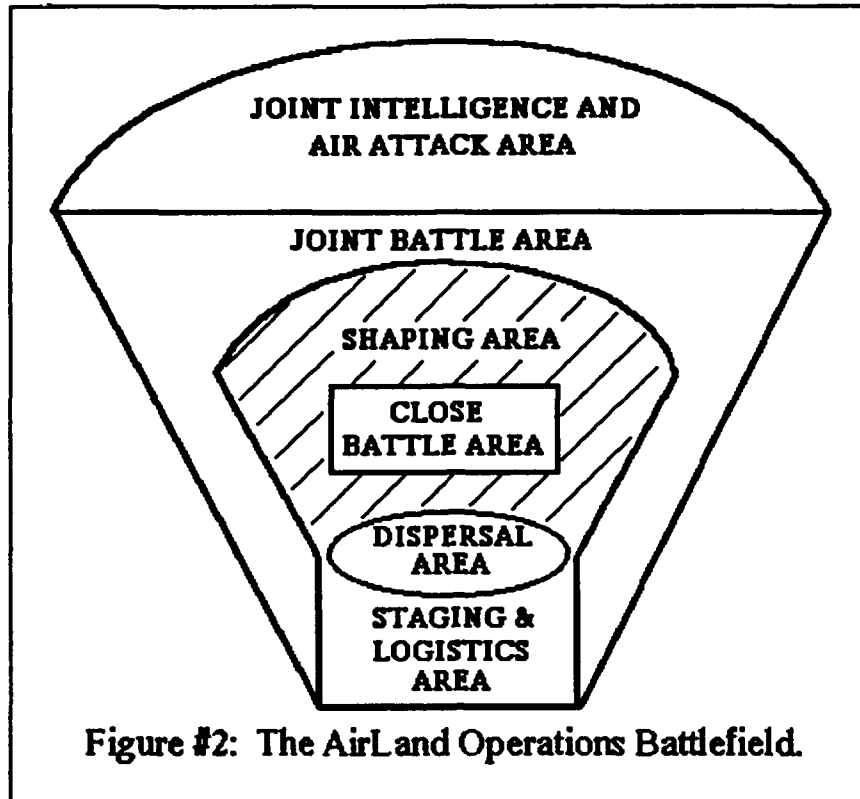 JOINT INTELLIGENCE AND
AIR ATTACK AREA
JOINT BATTLE AREA
SHAPING AREA
CLOSE
BATTLE AREA
DISPERSAL
AREA
STAGING &
LOGISTICS
AREA
Figure #2: The AirLand Operations Battlefield.